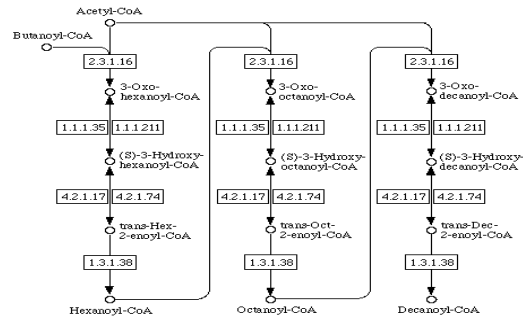 Acetyl-CoA
Butanoyl-CoA
2.3.1.16
2.3.1.16
2.3.1.16
3-Oxo-
hexanoyl-CoA
3-Oxo-
octanoyl-CoA
3-Oxo-
decanoyl-CoA
1.1.1.35
1.1.1.211
1.1.1.35
1.1.1.211
1.1.1.35
1.1.1.211
(S)-3-Hydroxy-
hexanoyl-CoA
(S)-3-Hydroxy-
octanoyl-CoA
(S)-3-Hydroxy-
decanoyl-CoA
4.2.1.17
4.2.1.74
4.2.1.17
4.2.1.74
4.2.1.17
4.2.1.74
trans-Hex-
2-enoyl-CoA
trans-Oct-
2-enoyl-CoA
trans-Dec-
2-enoyl-CoA
1.3.1.38
1.3.1.38
1.3.1.38
Hexanoyl-CoA
Octanoyl-CoA
Decanoyl-CoA